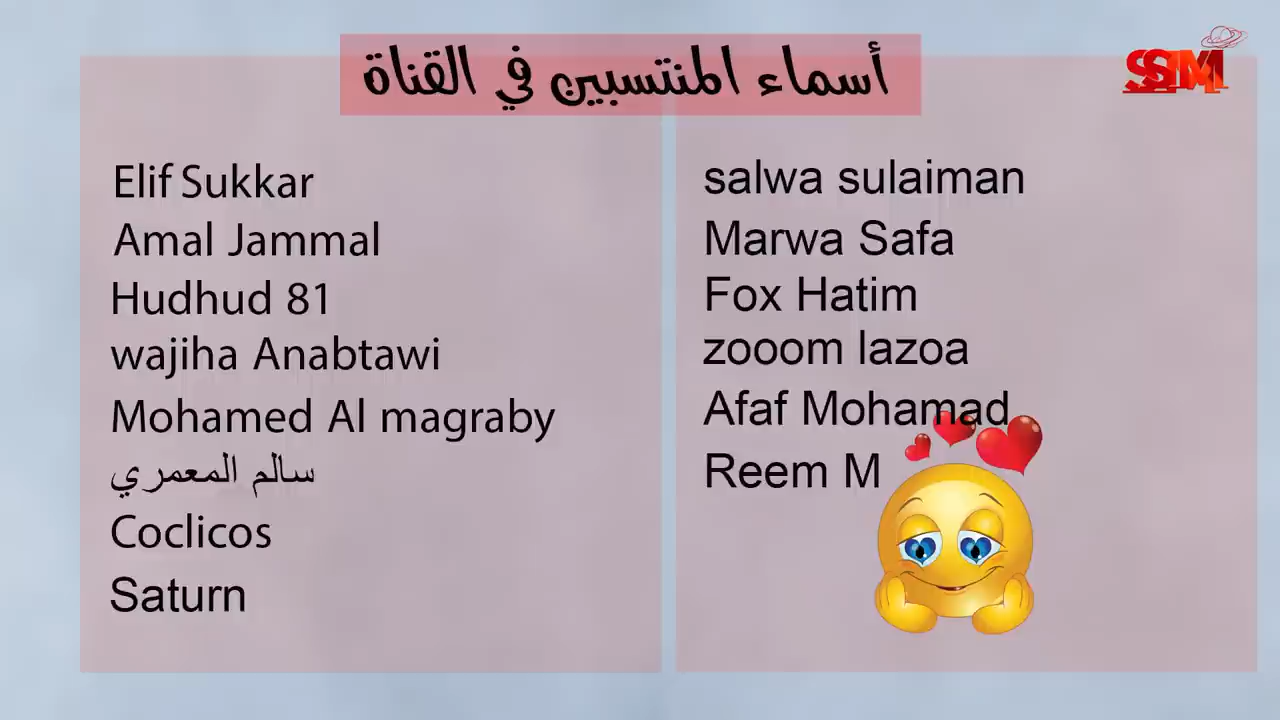 أسماء المنتسبين في القناة
SSTM
Elif Sukkar
Amal Jammal
Hudhud 81
wajiha Anabtawi
Mohamed Al magraby
سالم المعمري
Coclicos
Saturn
salwa sulaiman
Marwa Safa
Fox Hatim
zooom lazoa
Afaf Mohamad
Reem M